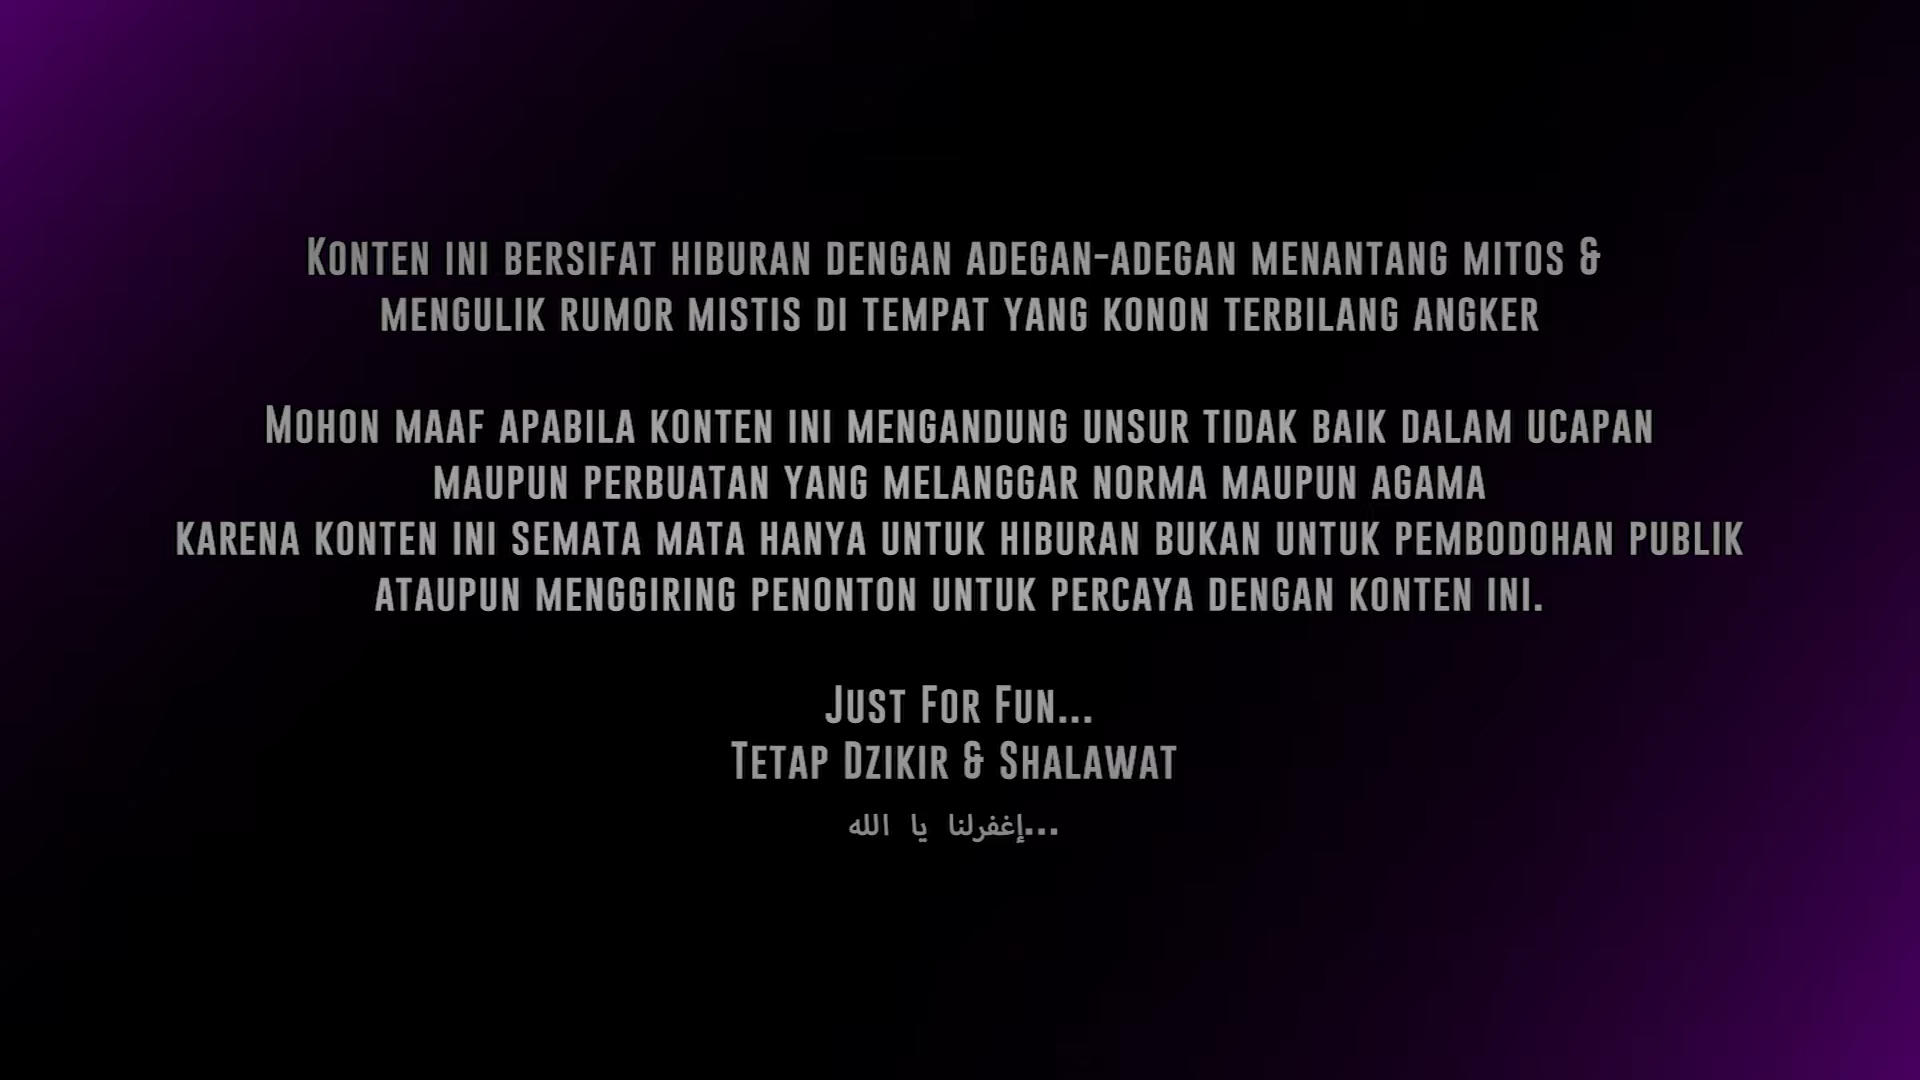 Konten ini bersifat hiburan dengan adegan-adegan menantang mitos &
mengulik rumor mistis di tempat yang konon terbilang angker
Mohon maaf apabila konten ini mengandung unsur tidak baik dalam ucapan
maupun perbuatan yang melanggar norma maupun agama
karena konten ini semata mata hanya untuk hiburan bukan untuk pembodohan publik
ataupun menggiring penonton untuk percaya dengan konten ini.
Just For Fun...
Tetap Dzikir & Shalawat
...إغفرلنا يا الله